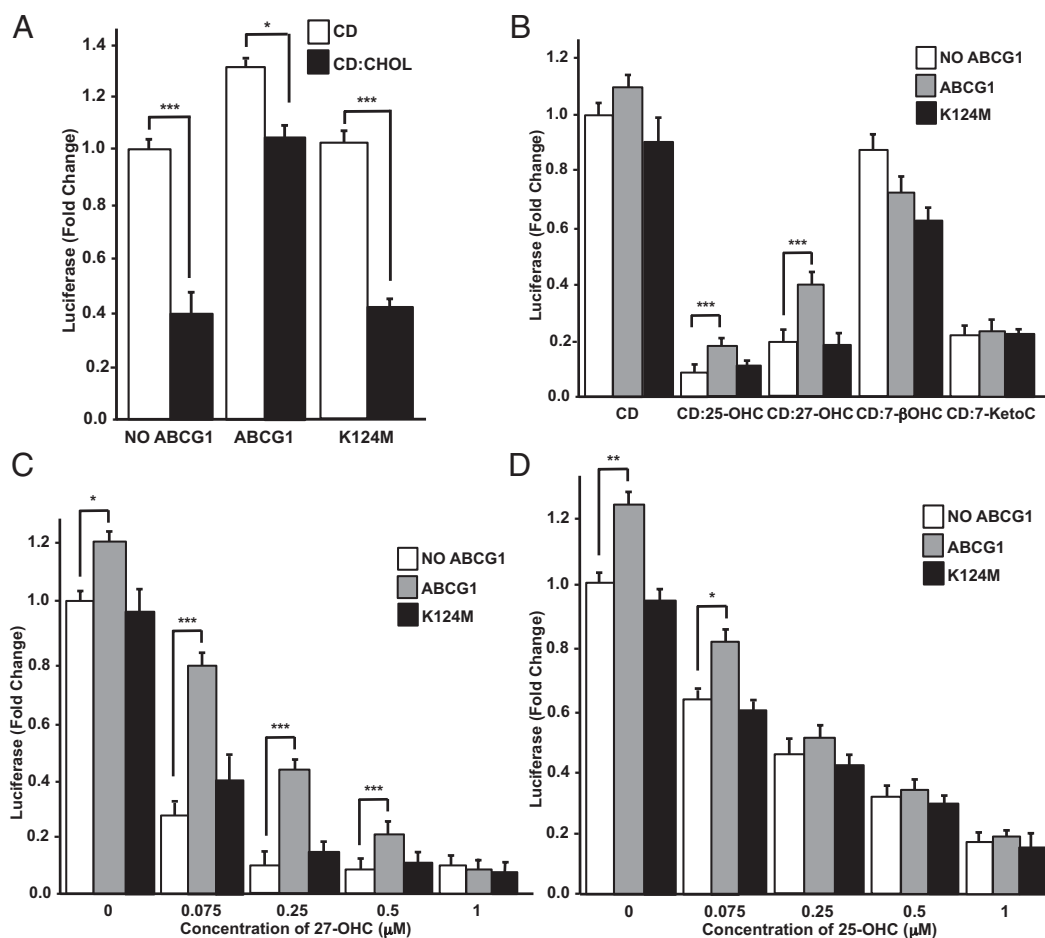 A
CD
CD:CHOL
Luciferase (Fold Change)
1.4
1.2
1.0
0.8
0.6
0.4
0.2
0.0
***
*
***
NO ABCG1 ABCG1 K124M
B
NO ABCG1
ABCG1
K124M
Luciferase (Fold Change)
1.2
1.0
0.8
0.6
0.4
0.2
0.0
***
***
CD CD:25-OHC CD:27-OHC CD:7-βOHC CD:7-KetoC
C
NO ABCG1
ABCG1
K124M
Luciferase (Fold Change)
1.2
1.0
0.8
0.6
0.4
0.2
0.0
*
***
***
***
0 0.075 0.25 0.5 1
Concentration of 27-OHC (μM)
D
NO ABCG1
ABCG1
K124M
Luciferase (Fold Change)
1.2
1.0
0.8
0.6
0.4
0.2
0.0
**
*
0 0.075 0.25 0.5 1
Concentration of 25-OHC (μM)